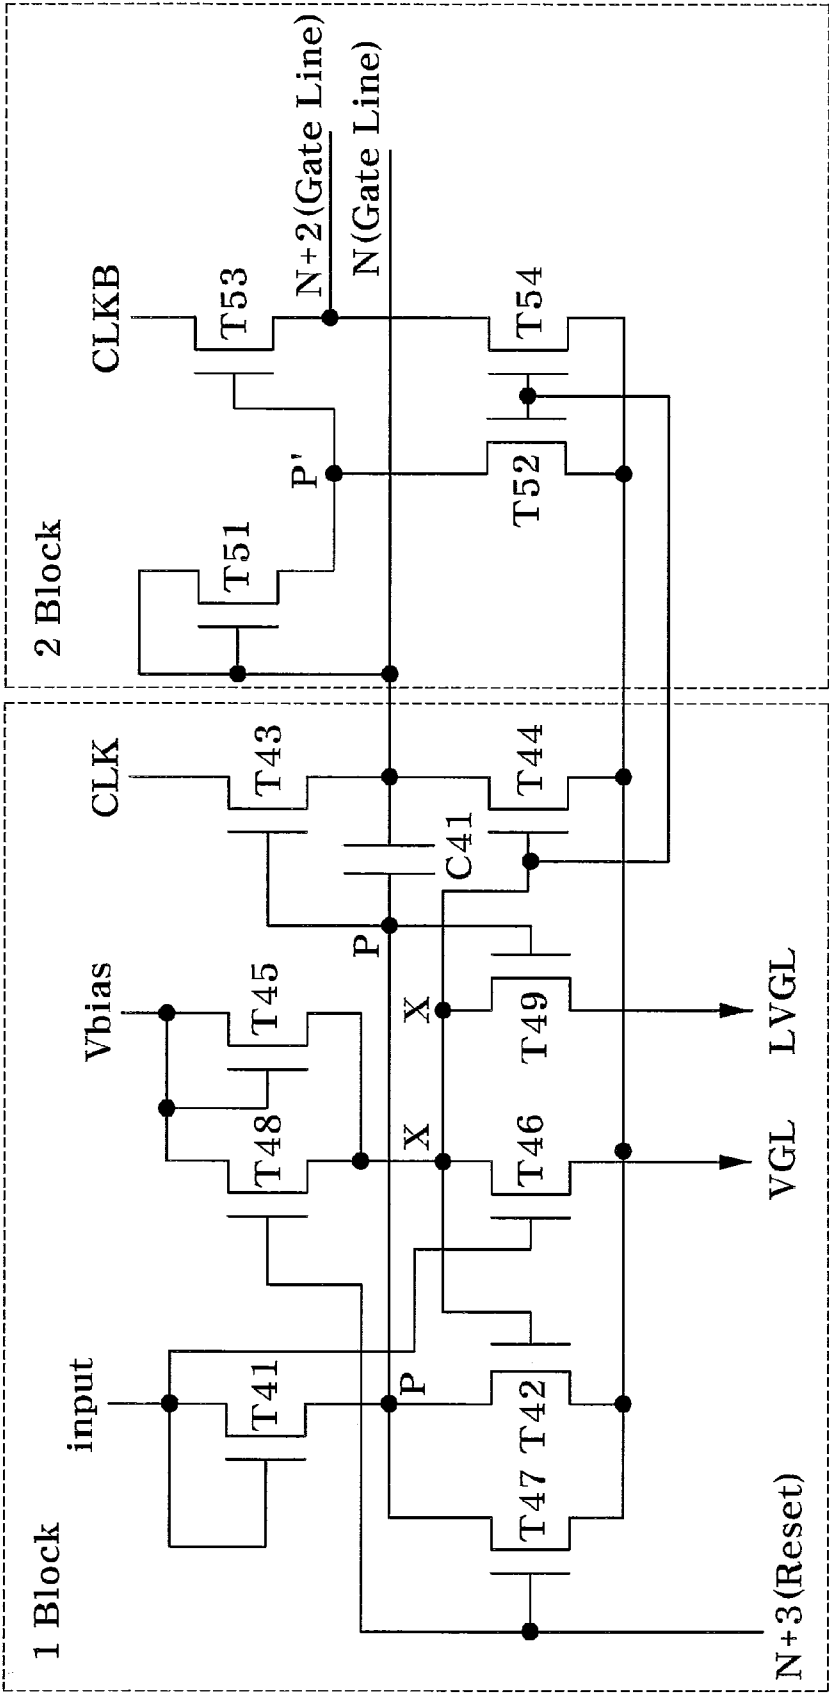 1 Block
2 Block
input
Vbias
CLK
CLKB
T41
T48
T45
T43
T51
T53
P'
N+2(Gate Line)
N(Gate Line)
P
P
X
X
C41
T47
T42
T46
T49
T44
T52
T54
N+3(Reset)
VGL
LVGL